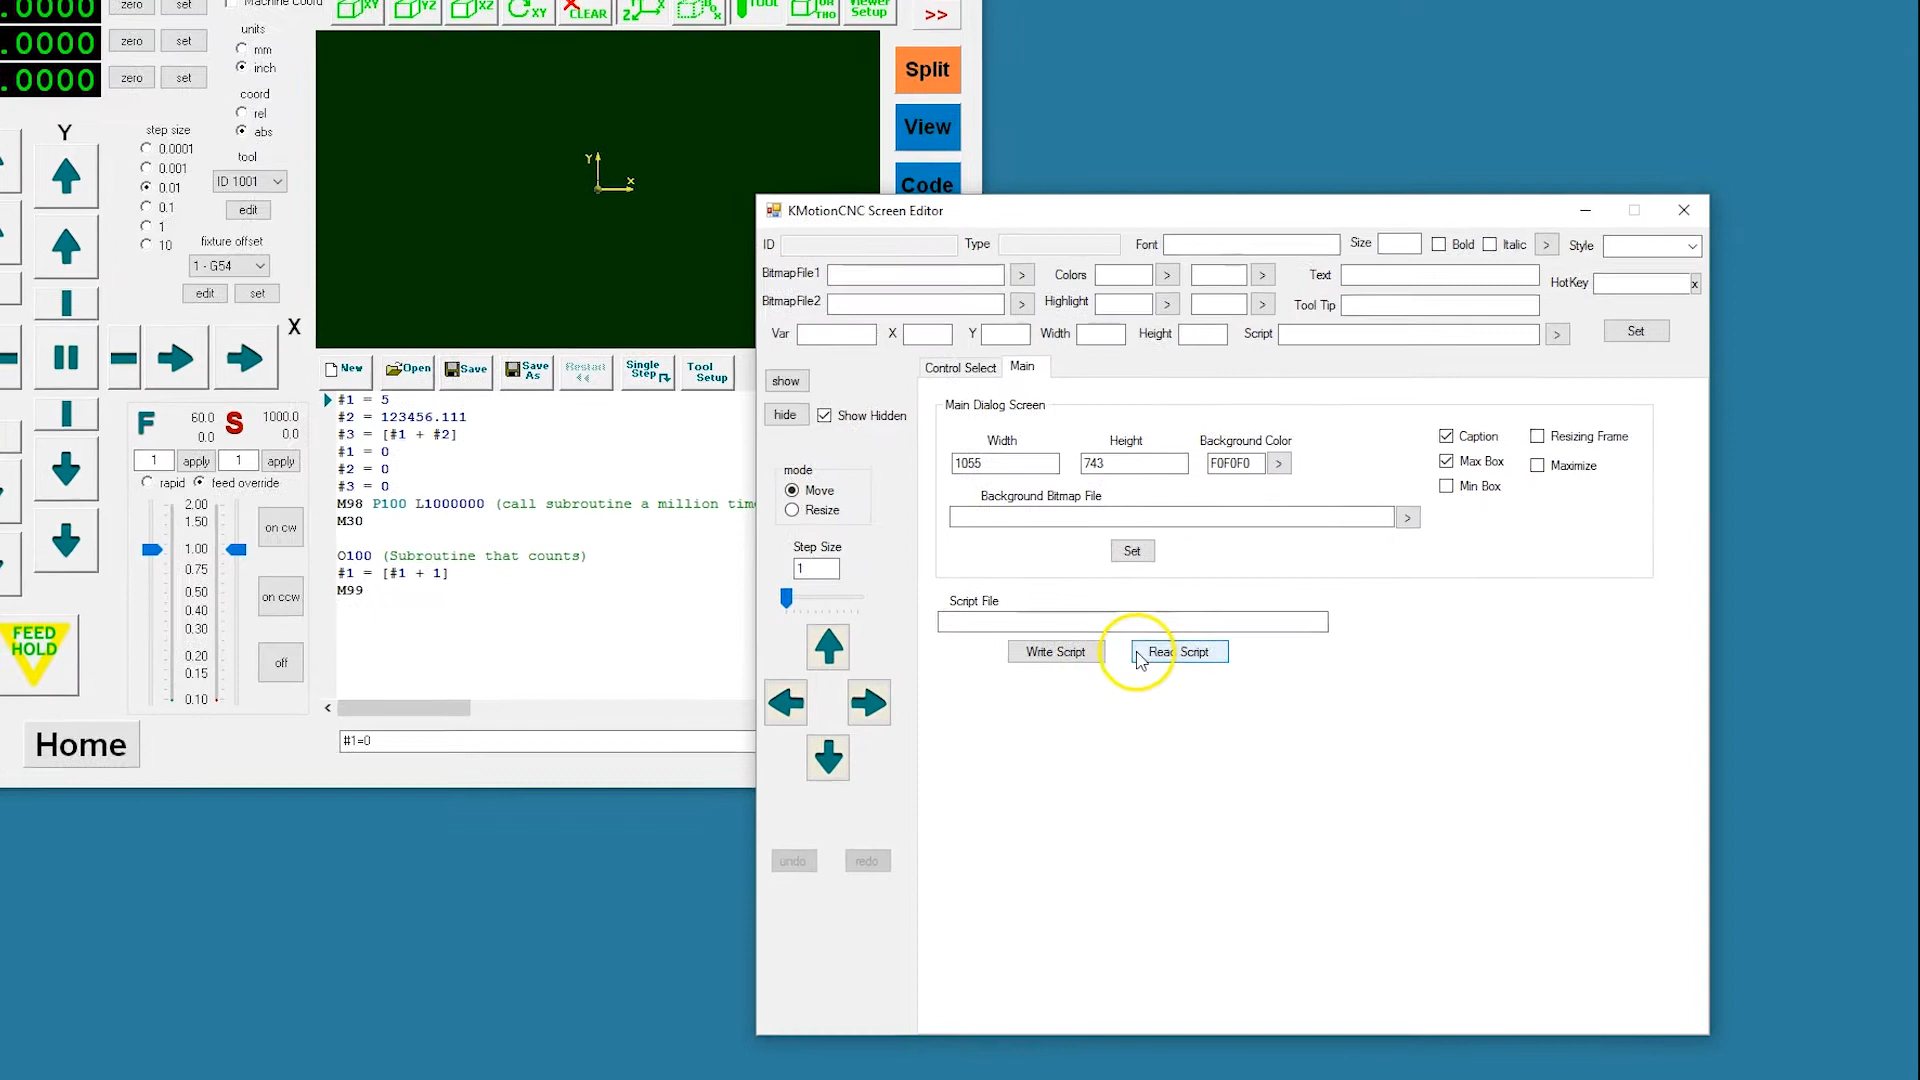 .0000
zero
set
Machine Coord
XY
YZ
XZ
XY
CLEAR
TOOL
Viewer
Setup
>>
.0000
zero
set
units
mm
inch
.0000
zero
set
coord
rel
abs
Split
View
Code
Y
step size
0.0001
0.001
0.01
0.1
1
10
tool
ID 1001
edit
fixture offset
1 - G54
edit
set
X
Y
X
New
Open
Save
Save
As
Restart
<<
Single
Step
Tool
Setup
#1 = 5
#2 = 123456.111
#3 = [#1 + #2]
#1 = 0
#2 = 0
#3 = 0
M98 P100 L1000000 (call subroutine a million tim
M30
O100 (Subroutine that counts)
#1 = [#1 + 1]
M99
F
60.0
0.0
S
1000.0
0.0
1
apply
1
apply
rapid
feed override
2.00
1.50
1.00
0.75
0.50
0.40
0.30
0.20
0.15
0.10
on cw
on ccw
off
FEED
HOLD
Home
<
#1=0
KMotionCNC Screen Editor
ID
Type
Font
Size
Bold
Italic
>
Style
BitmapFile1
>
Colors
>
>
Text
HotKey
x
BitmapFile2
>
Highlight
>
>
Tool Tip
Var
X
Y
Width
Height
Script
>
Set
show
hide
Show Hidden
mode
Move
Resize
Step Size
1
undo
redo
Control Select
Main
Main Dialog Screen
Width
Height
Background Color
1055
743
F0F0F0
>
Caption
Resizing Frame
Max Box
Maximize
Min Box
Background Bitmap File
>
Set
Script File
Write Script
Read Script